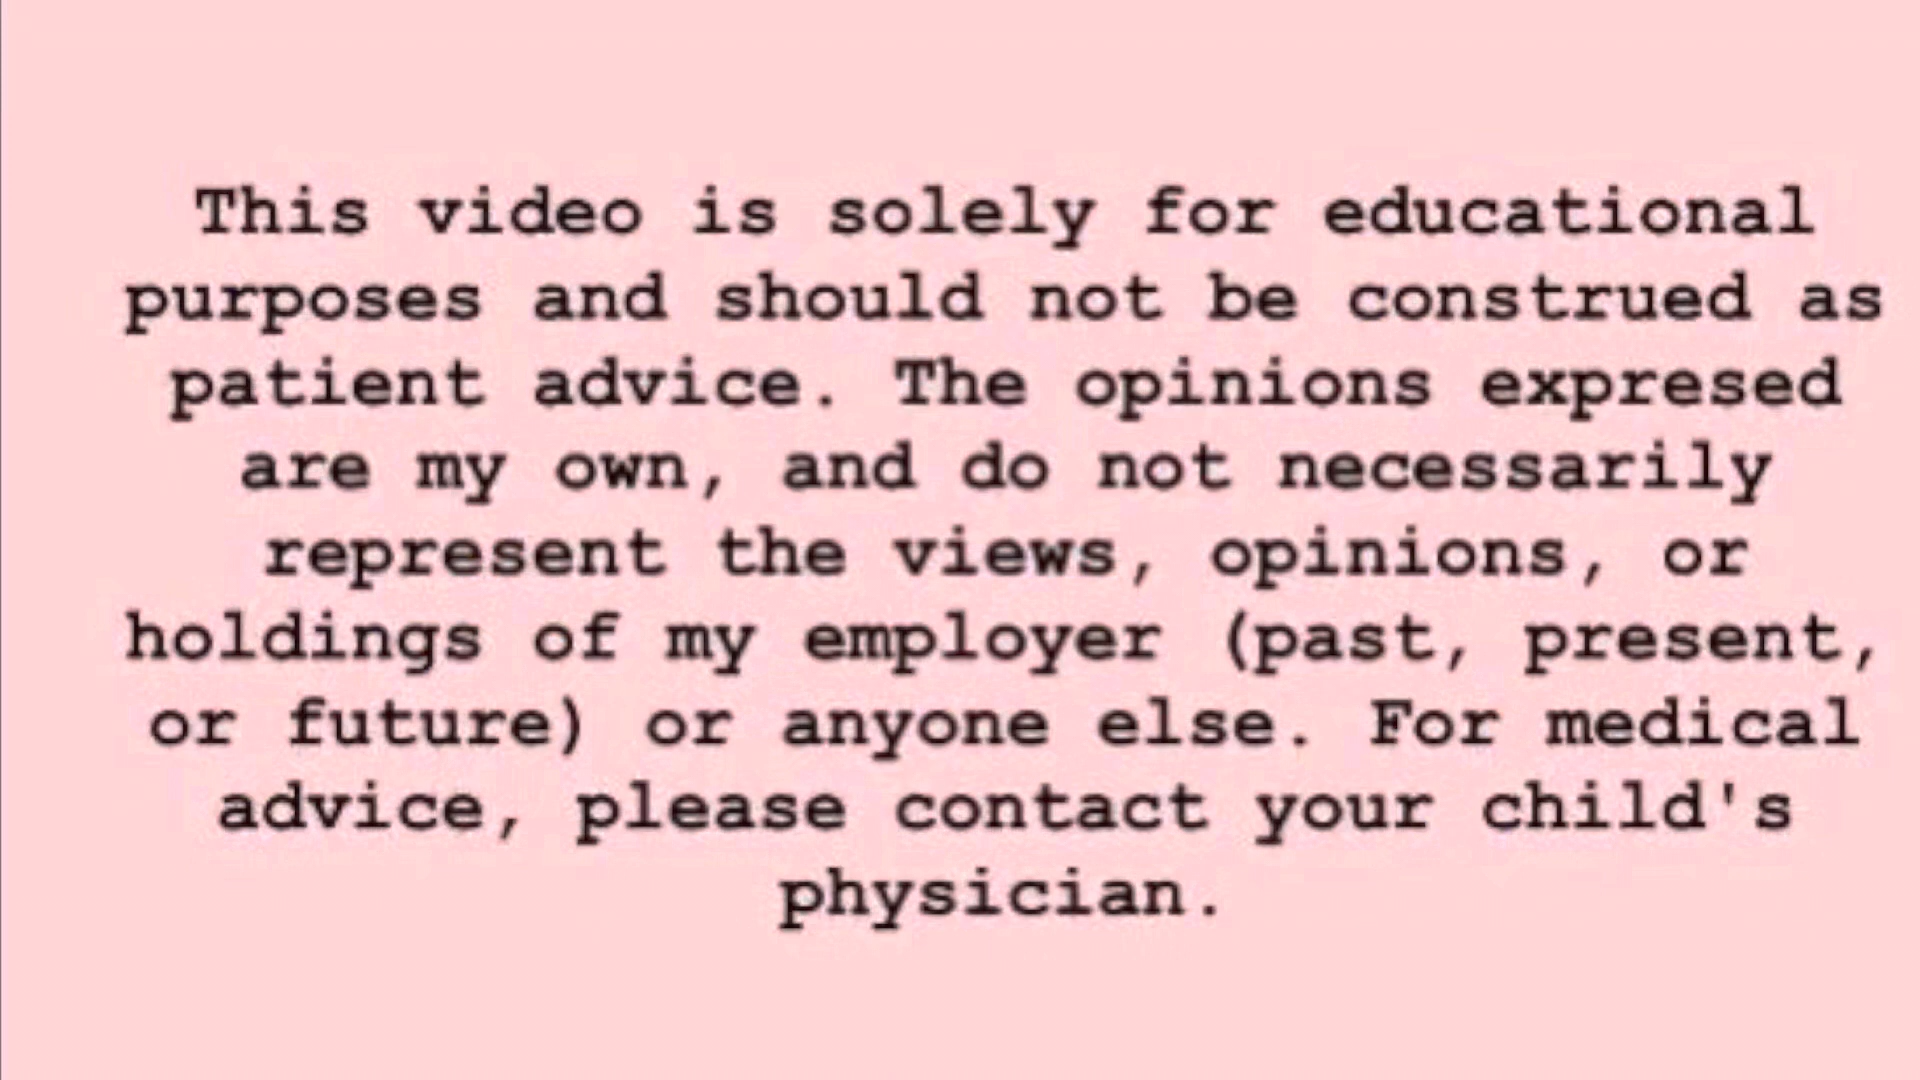 This video is solely for educational
purposes and should not be construed as
patient advice. The opinions expresed
are my own, and do not necessarily
represent the views, opinions, or
holdings of my employer (past, present,
or future) or anyone else. For medical
advice, please contact your child's
physician.